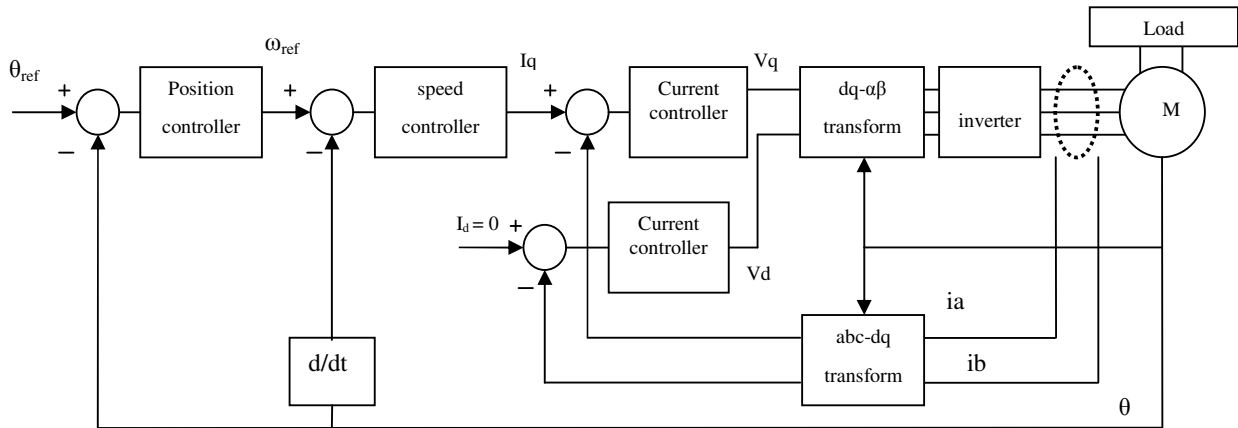 Load
θref
+
−
Position
controller
ωref
+
−
speed
controller
Iq
+
−
Current
controller
Vq
dq-αβ
transform
inverter
M
Id = 0
+
−
Current
controller
Vd
abc-dq
transform
ia
ib
d/dt
θ